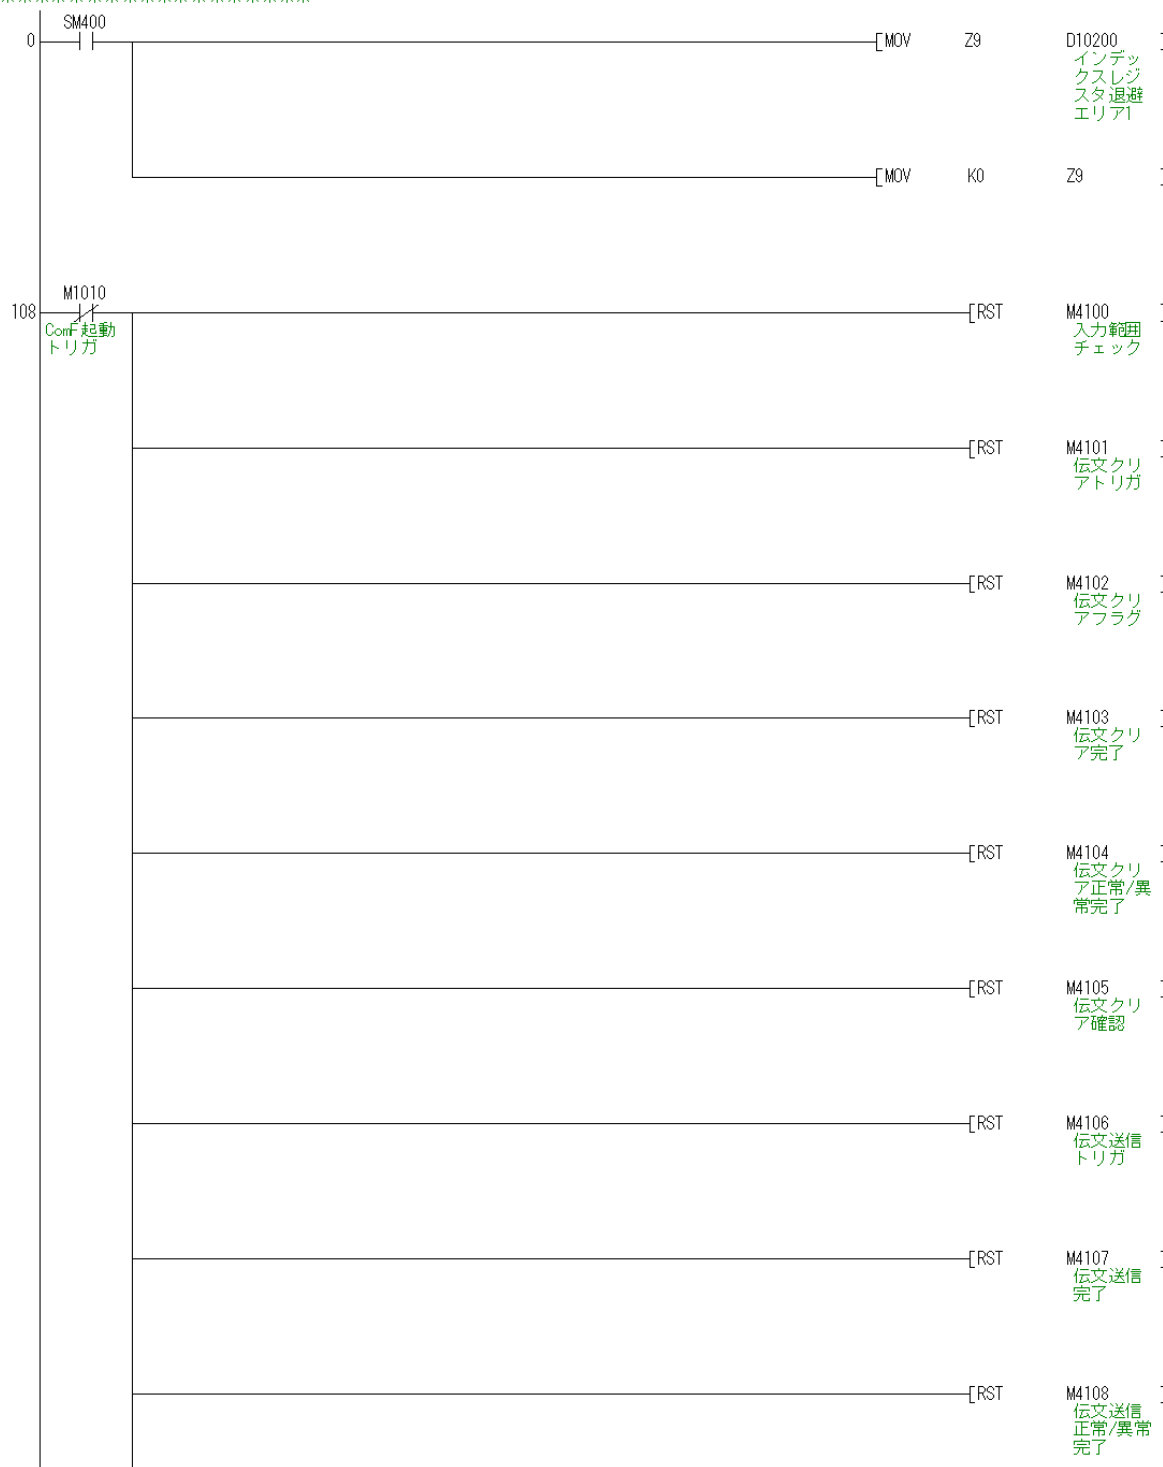 SM400
0 [MOV Z9 D10200 ]
インデッ
クスレジ
スタ退避
エリア1
[MOV K0 Z9 ]
M1010
108 [RST M4100 ]
ComF起動
トリガ
入力範囲
チェック
[RST M4101 ]
伝文クリ
アトリガ
[RST M4102 ]
伝文クリ
アフラグ
[RST M4103 ]
伝文クリ
ア完了
[RST M4104 ]
伝文クリ
ア正常/異
常完了
[RST M4105 ]
伝文クリ
ア確認
[RST M4106 ]
伝文送信
トリガ
[RST M4107 ]
伝文送信
完了
[RST M4108 ]
伝文送信
正常/異常
完了